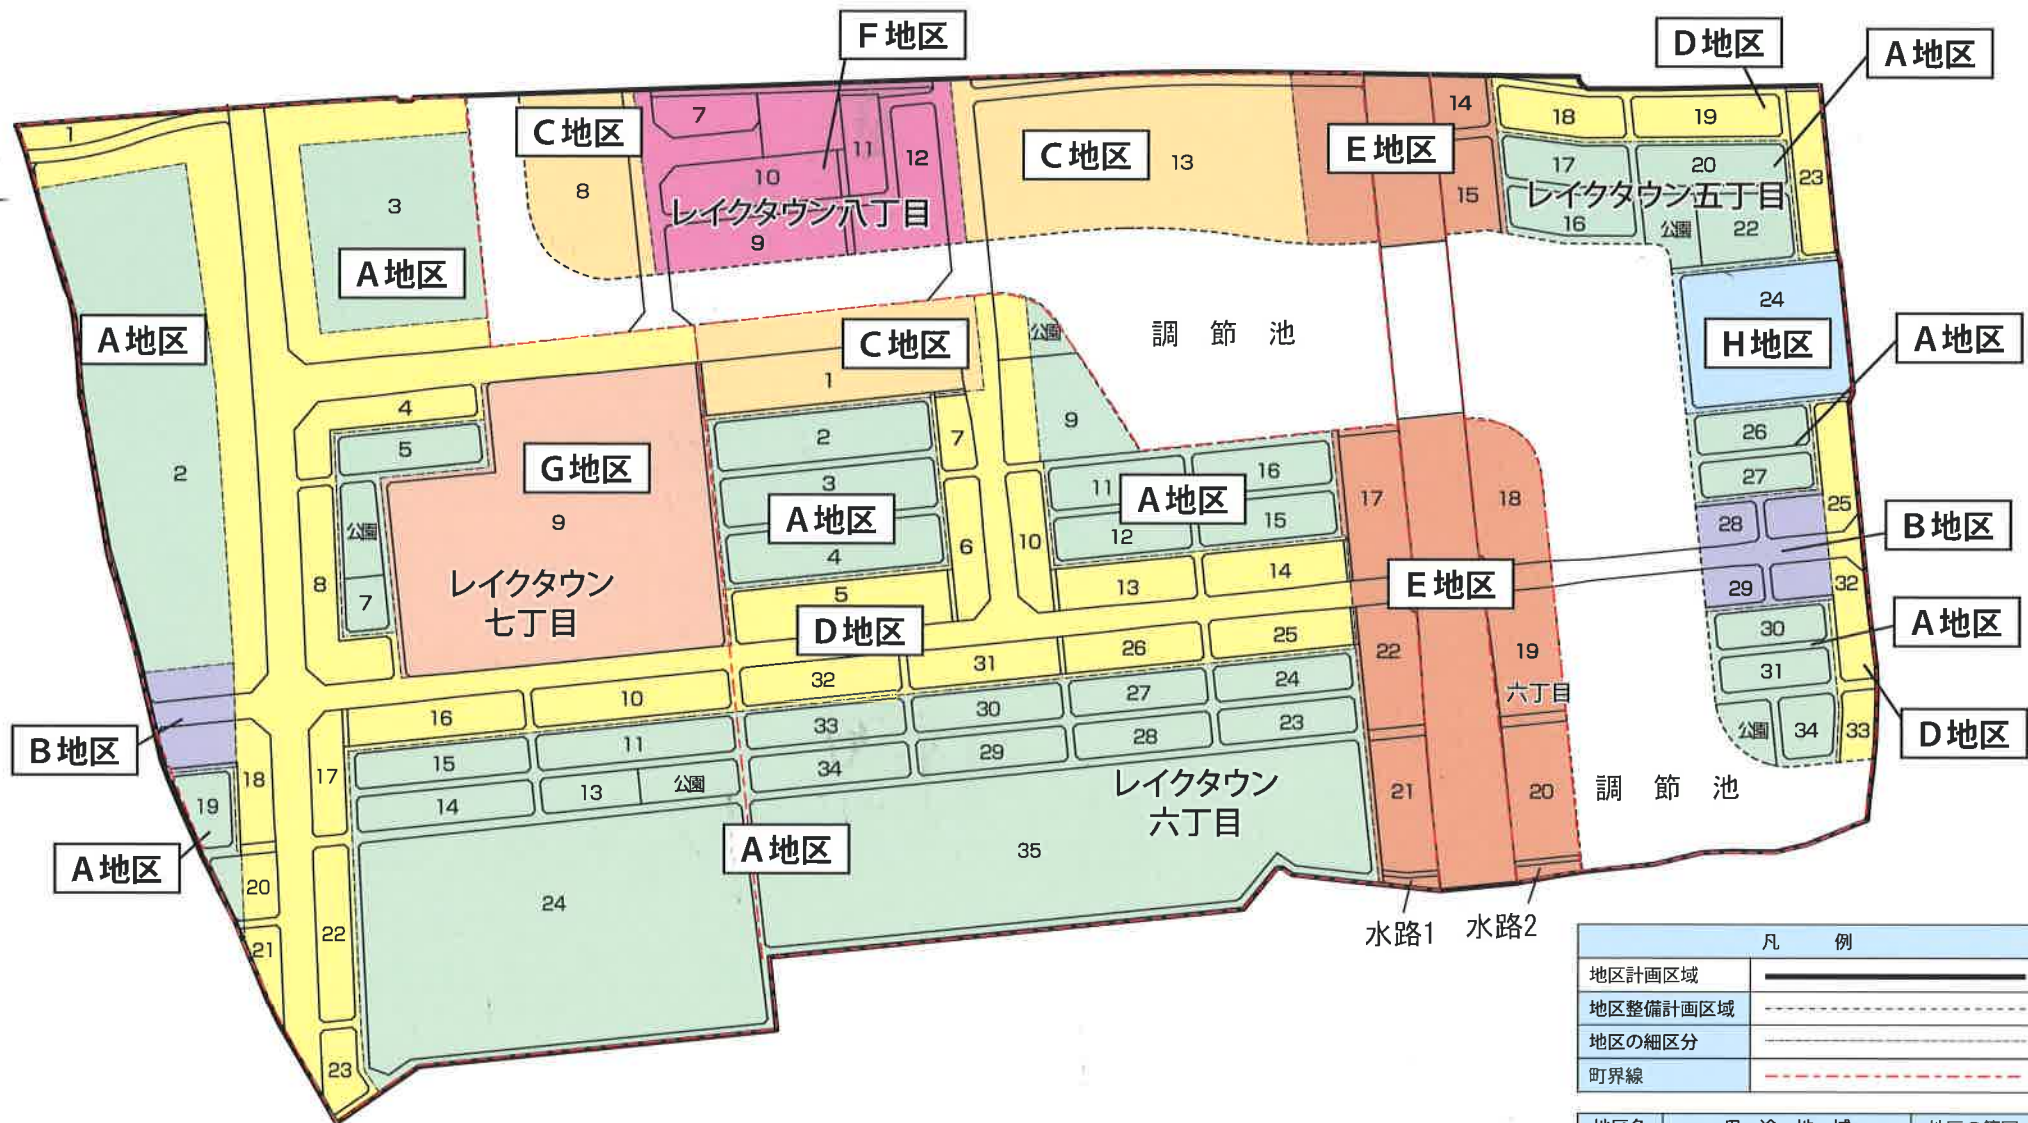 F地区
D地区
A地区
1
C地区
7
11
12
C地区
13
E地区
14
18
19
3
8
10
レイクタウン八丁目
9
15
17
20
レイクタウン五丁目
16
公園
22
23
A地区
A地区
C地区
1
公園
調 節 池
24
H地区
A地区
2
4
5
G地区
9
レイクタウン
七丁目
公園
7
8
2
3
A地区
4
5
7
6
10
9
11
A地区
16
12
15
13
14
17
18
E地区
26
27
28
25
B地区
29
32
D地区
32
31
26
25
22
19
六丁目
30
A地区
31
公園
34
33
D地区
B地区
16
10
15
11
14
13
公園
33
30
27
24
34
29
28
23
レイクタウン
六丁目
21
20
調 節 池
18
17
19
A地区
A地区
35
20
24
21
22
23
水路1
水路2
凡 例
地区計画区域
地区整備計画区域
地区の細区分
町界線